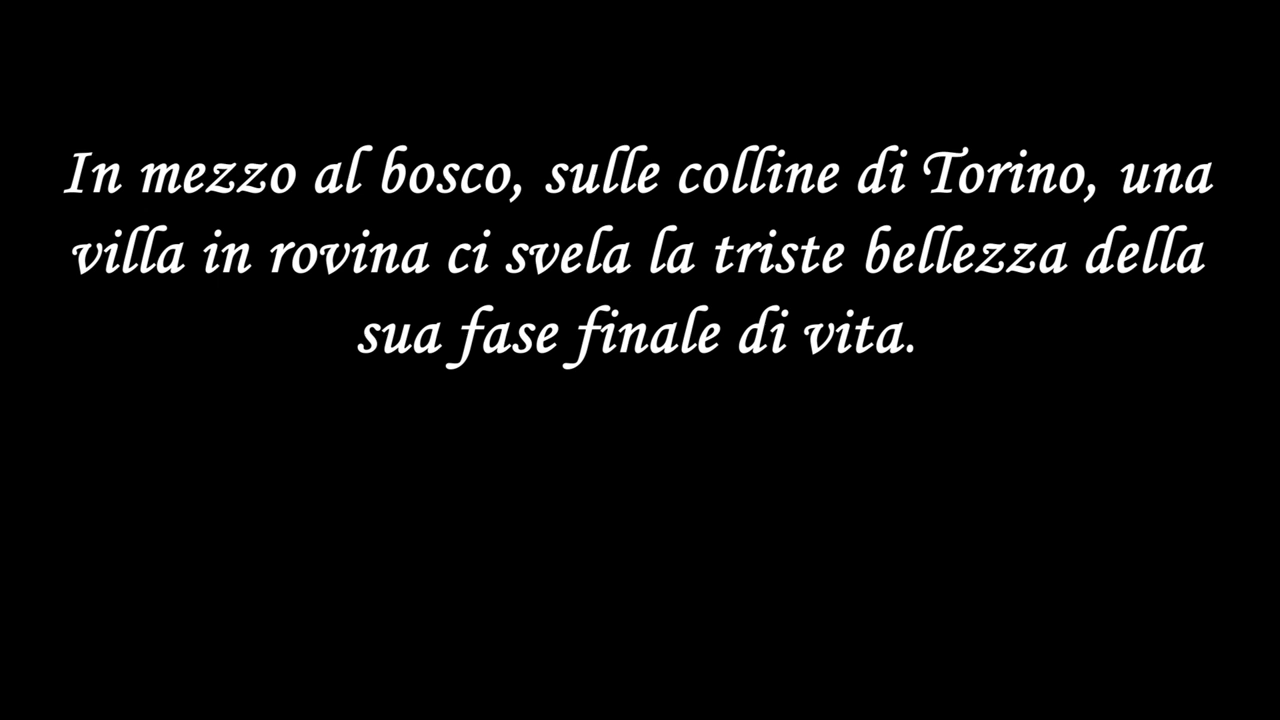 In mezzo al bosco, sulle colline di Torino, una
villa in rovina ci svela la triste bellezza della
sua fase finale di vita.